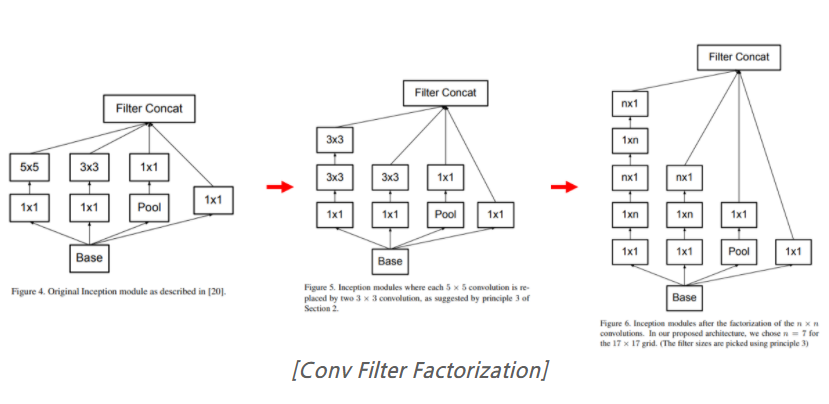 Filter Concat
5x5
3x3
1x1
1x1
1x1
Pool
1x1
Base
Figure 4. Original Inception module as described in [20].
Filter Concat
3x3
3x3
3x3
1x1
1x1
1x1
Pool
1x1
Base
Figure 5. Inception modules where each 5 × 5 convolution is re-
placed by two 3 × 3 convolution, as suggested by principle 3 of
Section 2.
Filter Concat
nx1
1xn
nx1
nx1
1xn
1xn
1x1
1x1
1x1
Pool
1x1
Base
Figure 6. Inception modules after the factorization of the n × n
convolutions. In our proposed architecture, we chose n = 7 for
the 17 × 17 grid. (The filter sizes are picked using principle 3)
[Conv Filter Factorization]